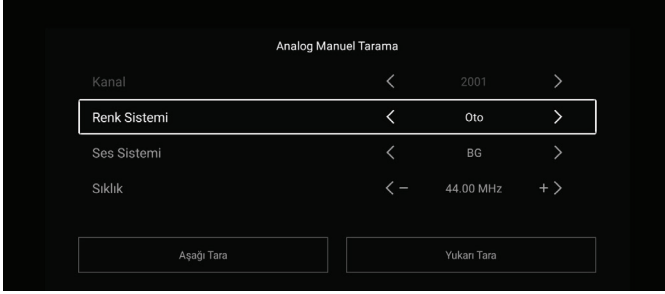 Analog Manuel Tarama
Kanal < 2001 >
Renk Sistemi < Oto >
Ses Sistemi < BG >
Sıklık < − 44.00 MHz + >
Aşağı Tara Yukarı Tara